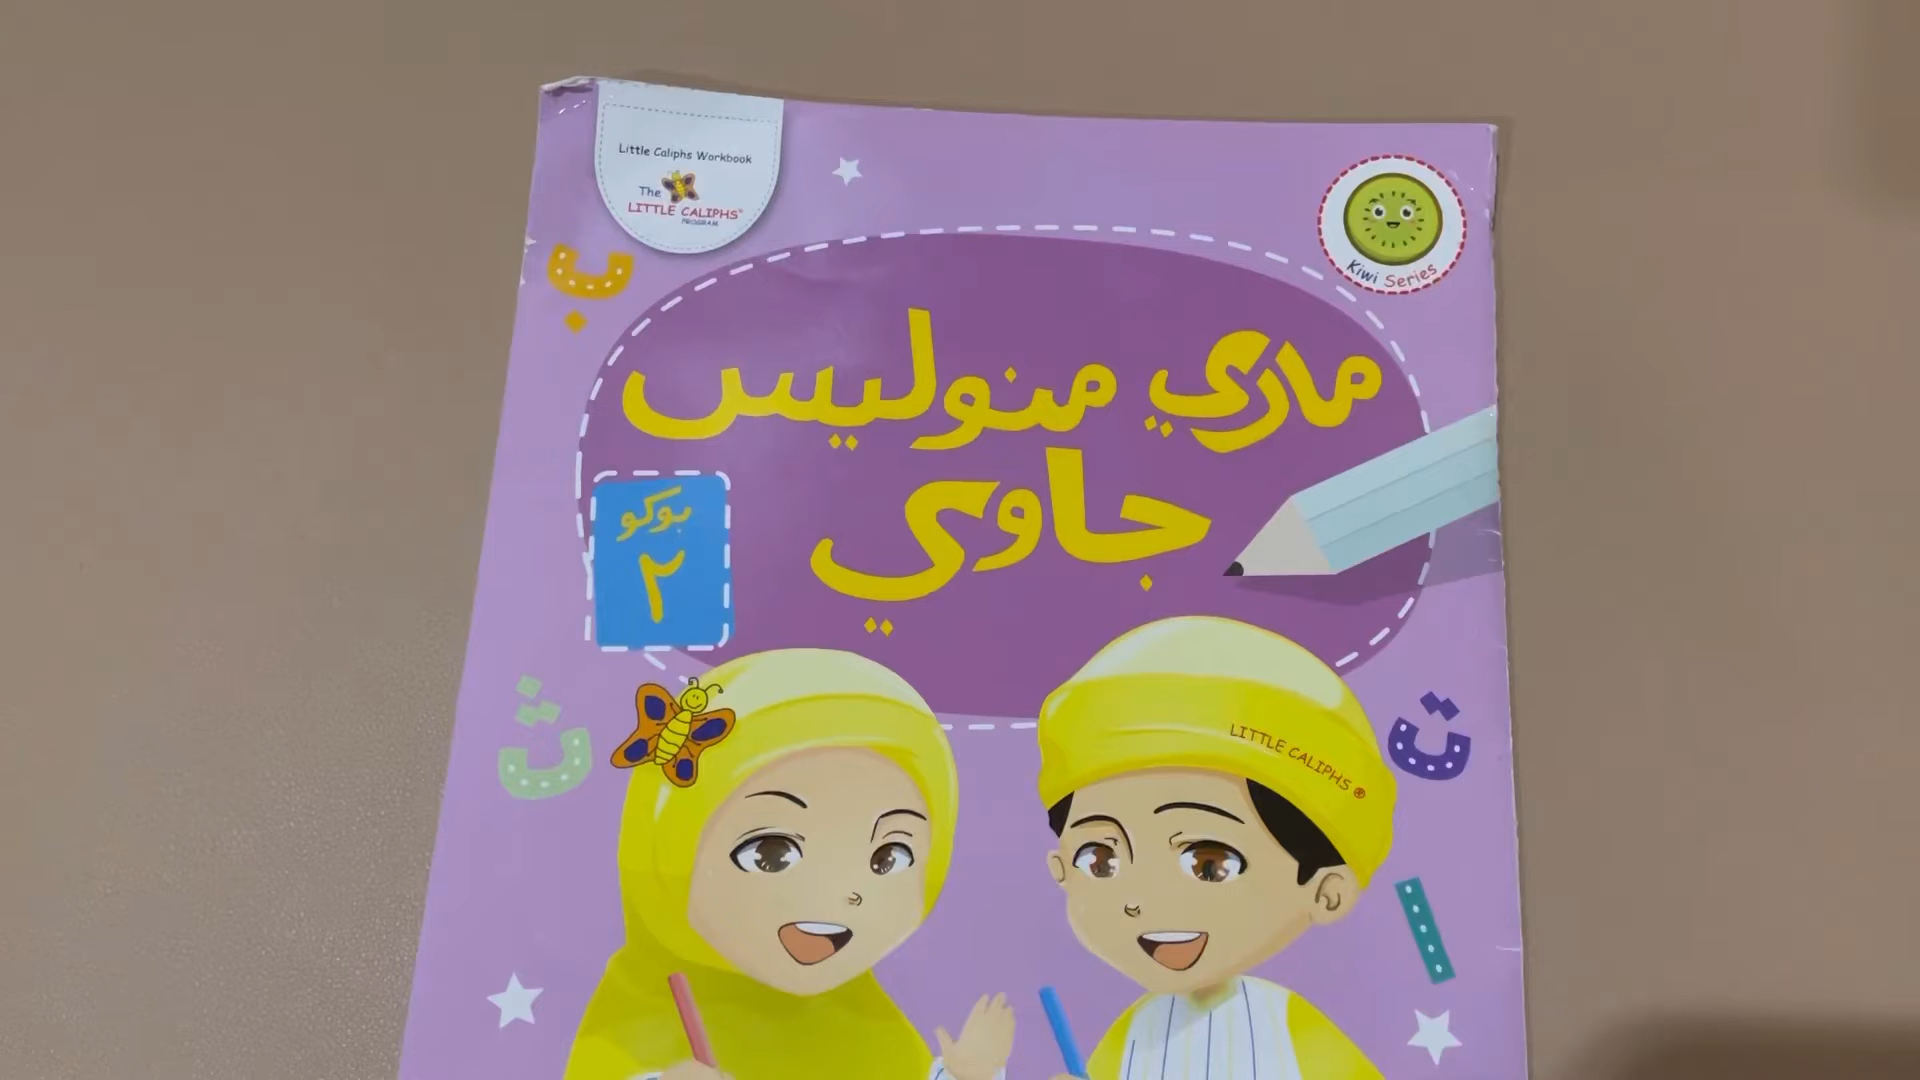 Little Caliphs Workbook
The
LITTLE CALIPHS®
PROGRAM
Kiwi Series
ماري منوليس
جاوي
بوكو
٢
ب
ث
ت
ا
LITTLE CALIPHS ®